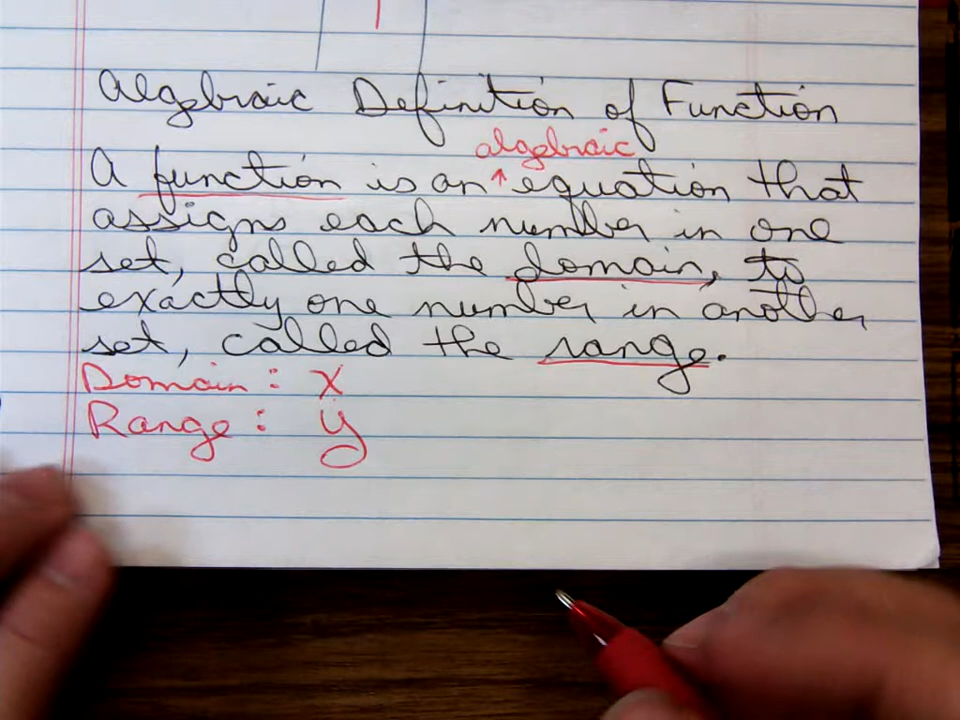 Algebraic Definition of Function
algebraic
A function is an ↑ equation that
assigns each number in one
set, called the domain, to
exactly one number in another
set, called the range.
Domain: x
Range: y